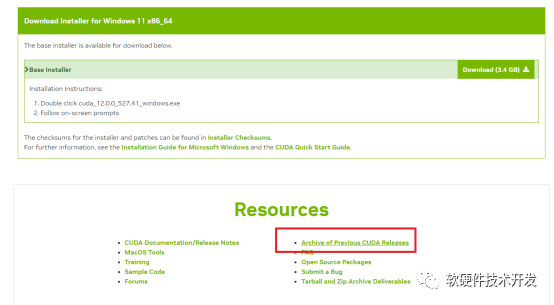 Download Installer for Windows 11 x86_64
The base installer is available for download below.
Base Installer
Download (3.4 GB)
Installation Instructions:
1. Double click cuda_12.0.0_527.41_windows.exe
2. Follow on-screen prompts
The checksums for the installer and patches can be found in Installer Checksums.
For further information, see the Installation Guide for Microsoft Windows and the CUDA Quick Start Guide.
Resources
CUDA Documentation/Release Notes
MacOS Tools
Training
Sample Code
Forums
Archive of Previous CUDA Releases
FAQ
Open Source Packages
Submit a Bug
Tarball and Zip Archive Deliverables
软硬件技术开发